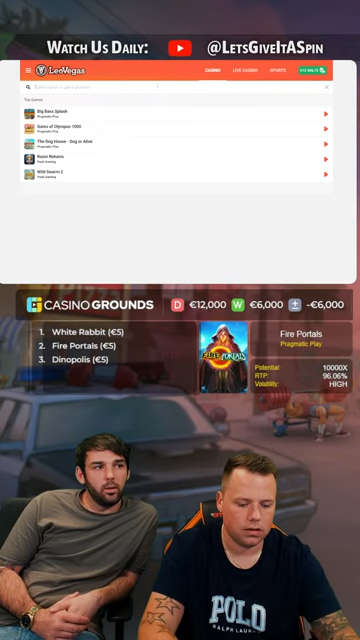 WATCH US DAILY: @LETSGIVEITASPIN
LeoVegas
CASINO LIVE CASINO SPORTS
Top Games
Big Bass Splash
Pragmatic Play
Gates of Olympus 1000
Pragmatic Play
The Dog House - Dog or Alive
Pragmatic Play
Razor Returns
Push Gaming
Wild Swarm 2
Push Gaming
CASINOGROUNDS D €12,000 W €6,000 ± -€6,000
1. White Rabbit (€5)
2. Fire Portals (€5)
3. Dinopolis (€5)
FIRE PORTALS
Fire Portals
Pragmatic Play
Potential: 10000X
RTP: 96.06%
Volatility: HIGH
POLO
RALPH LAUREN